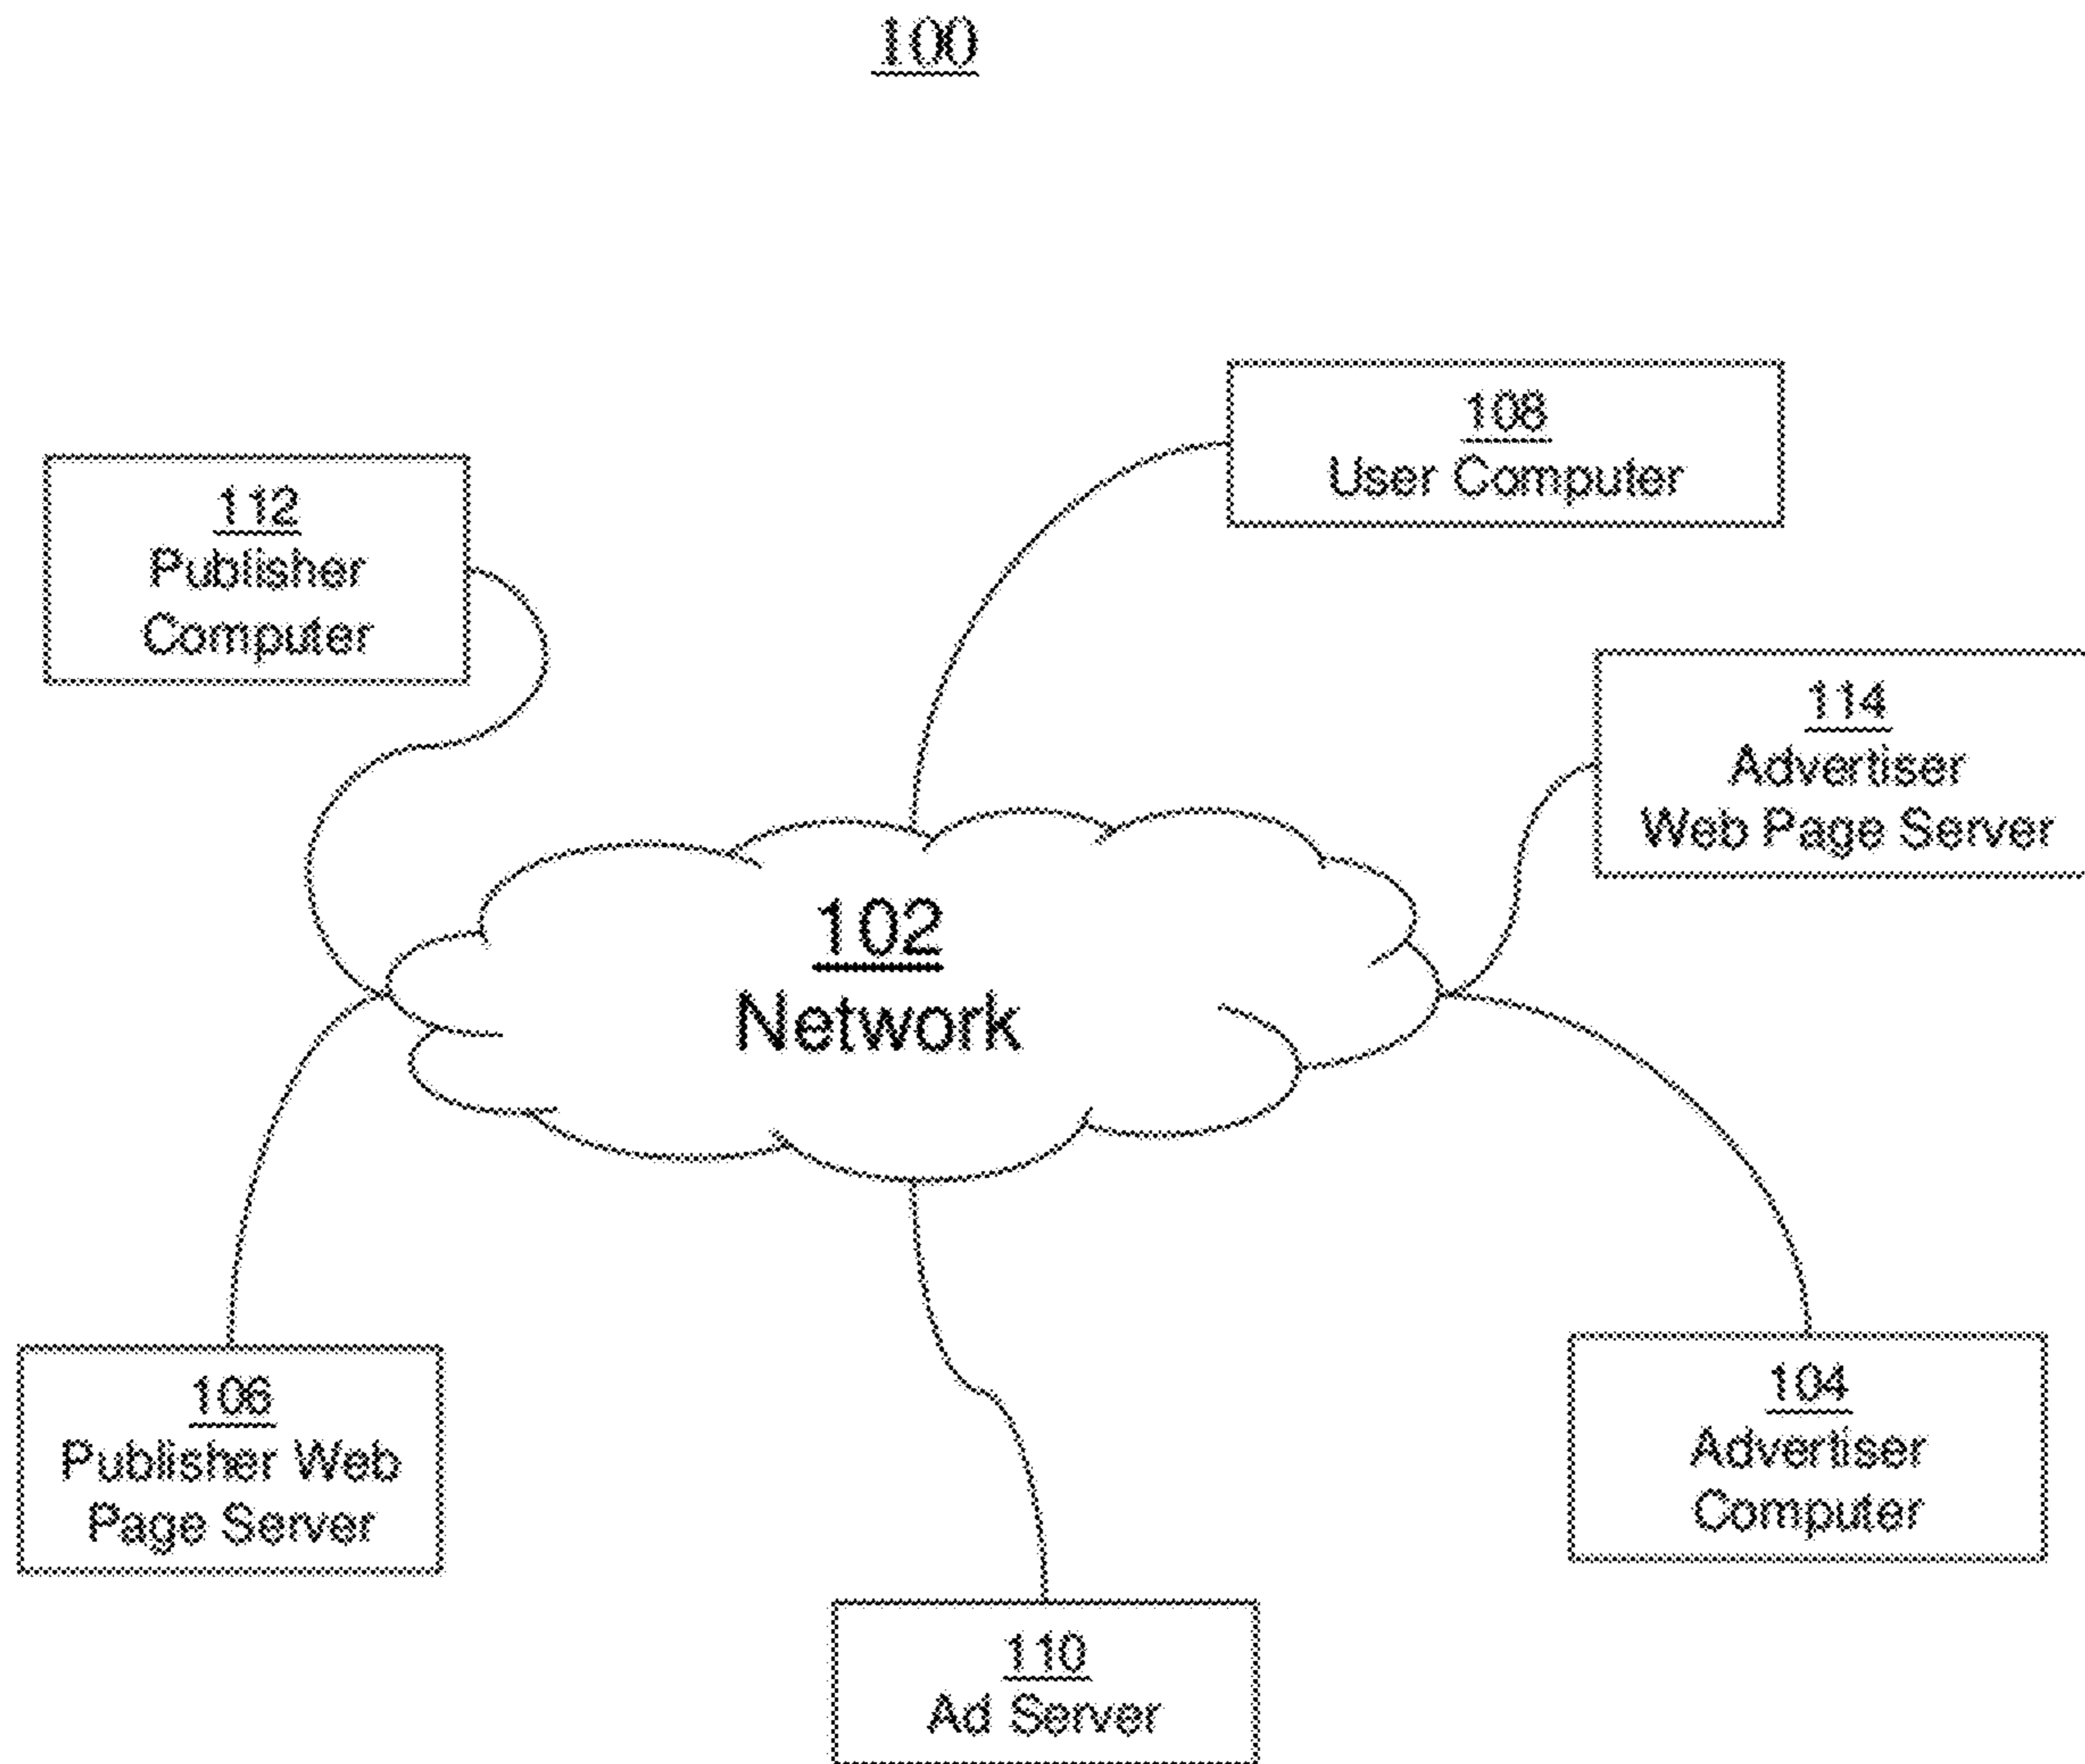 100
108
User Computer
112
Publisher
Computer
114
Advertiser
Web Page Server
102
Network
106
Publisher Web
Page Server
104
Advertiser
Computer
110
Ad Server